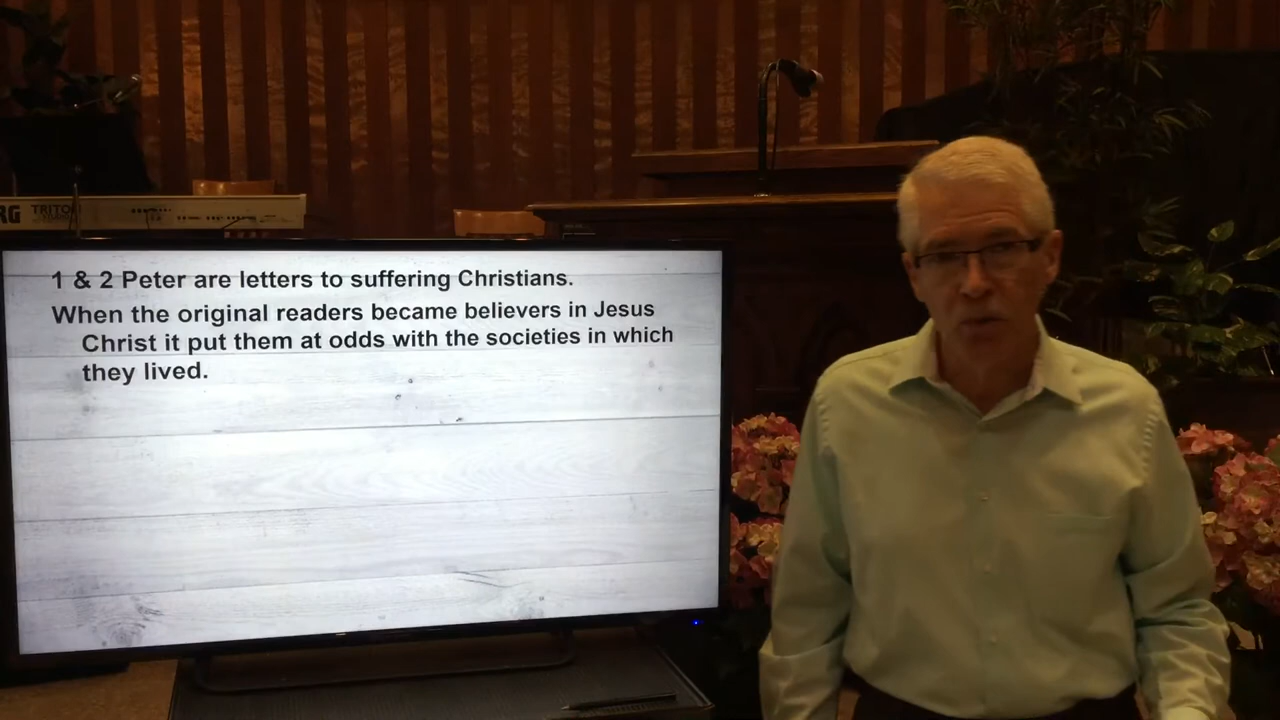 RG TRITON
1 & 2 Peter are letters to suffering Christians.
When the original readers became believers in Jesus
Christ it put them at odds with the societies in which
they lived.